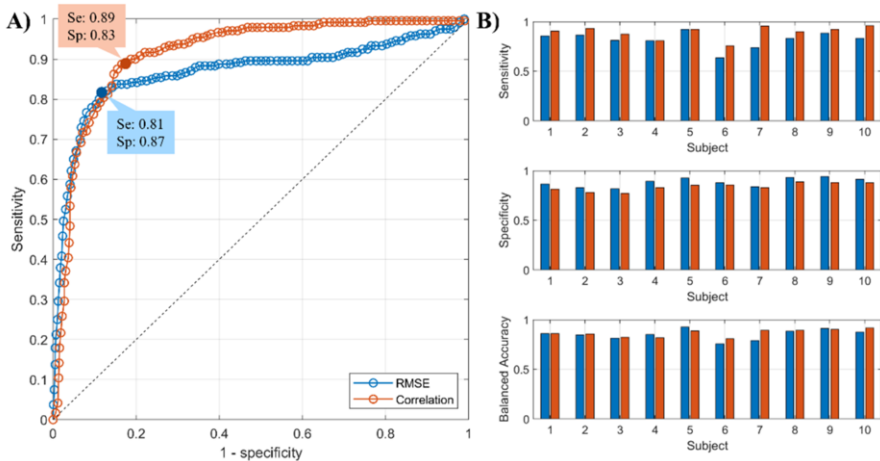 A)
Se: 0.89
Sp: 0.83
Se: 0.81
Sp: 0.87
1
0.9
0.8
0.7
0.6
0.5
0.4
0.3
0.2
0.1
0
Sensitivity
0 0.2 0.4 0.6 0.8 1
1 - specificity
RMSE
Correlation
B)
1
0.5
0
Sensitivity
1 2 3 4 5 6 7 8 9 10
Subject
1
0.5
0
Specificity
1 2 3 4 5 6 7 8 9 10
Subject
1
0.5
0
Balanced Accuracy
1 2 3 4 5 6 7 8 9 10
Subject